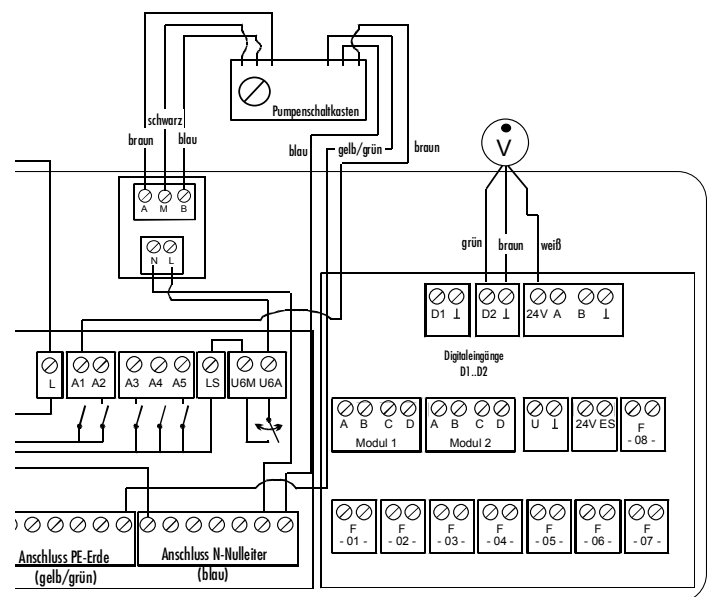 Pumpenschaltkasten
schwarz
braun
blau
blau
gelb/grün
braun
V
A M B
N L
grün
braun
weiß
D1 ⊥
D2 ⊥
24V A B ⊥
Digitaleingänge
D1..D2
L
A1 A2
A3 A4 A5
LS
U6M U6A
A B C D
Modul 1
A B C D
Modul 2
U ⊥
24V ES
F
- 08 -
F
- 01 -
F
- 02 -
F
- 03 -
F
- 04 -
F
- 05 -
F
- 06 -
F
- 07 -
Anschluss PE-Erde
(gelb/grün)
Anschluss N-Nulleiter
(blau)